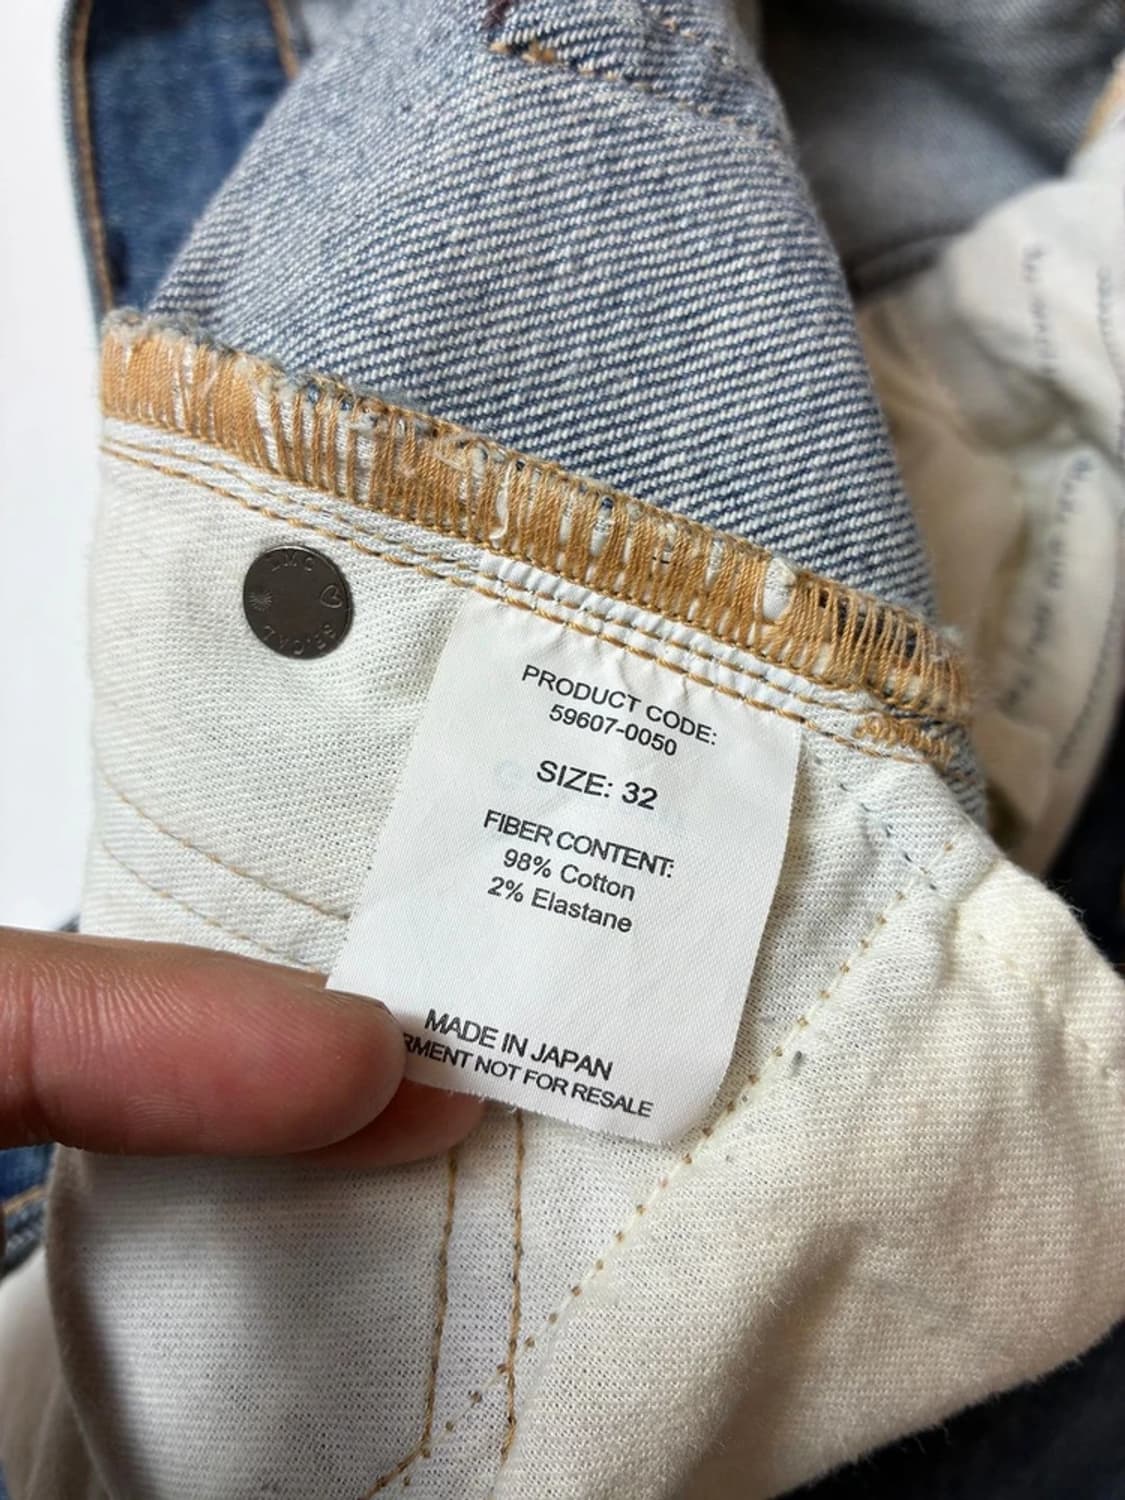 PRODUCT CODE:
59607-0050
SIZE: 32
FIBER CONTENT:
98% Cotton
2% Elastane
MADE IN JAPAN
RMENT NOT FOR RESALE